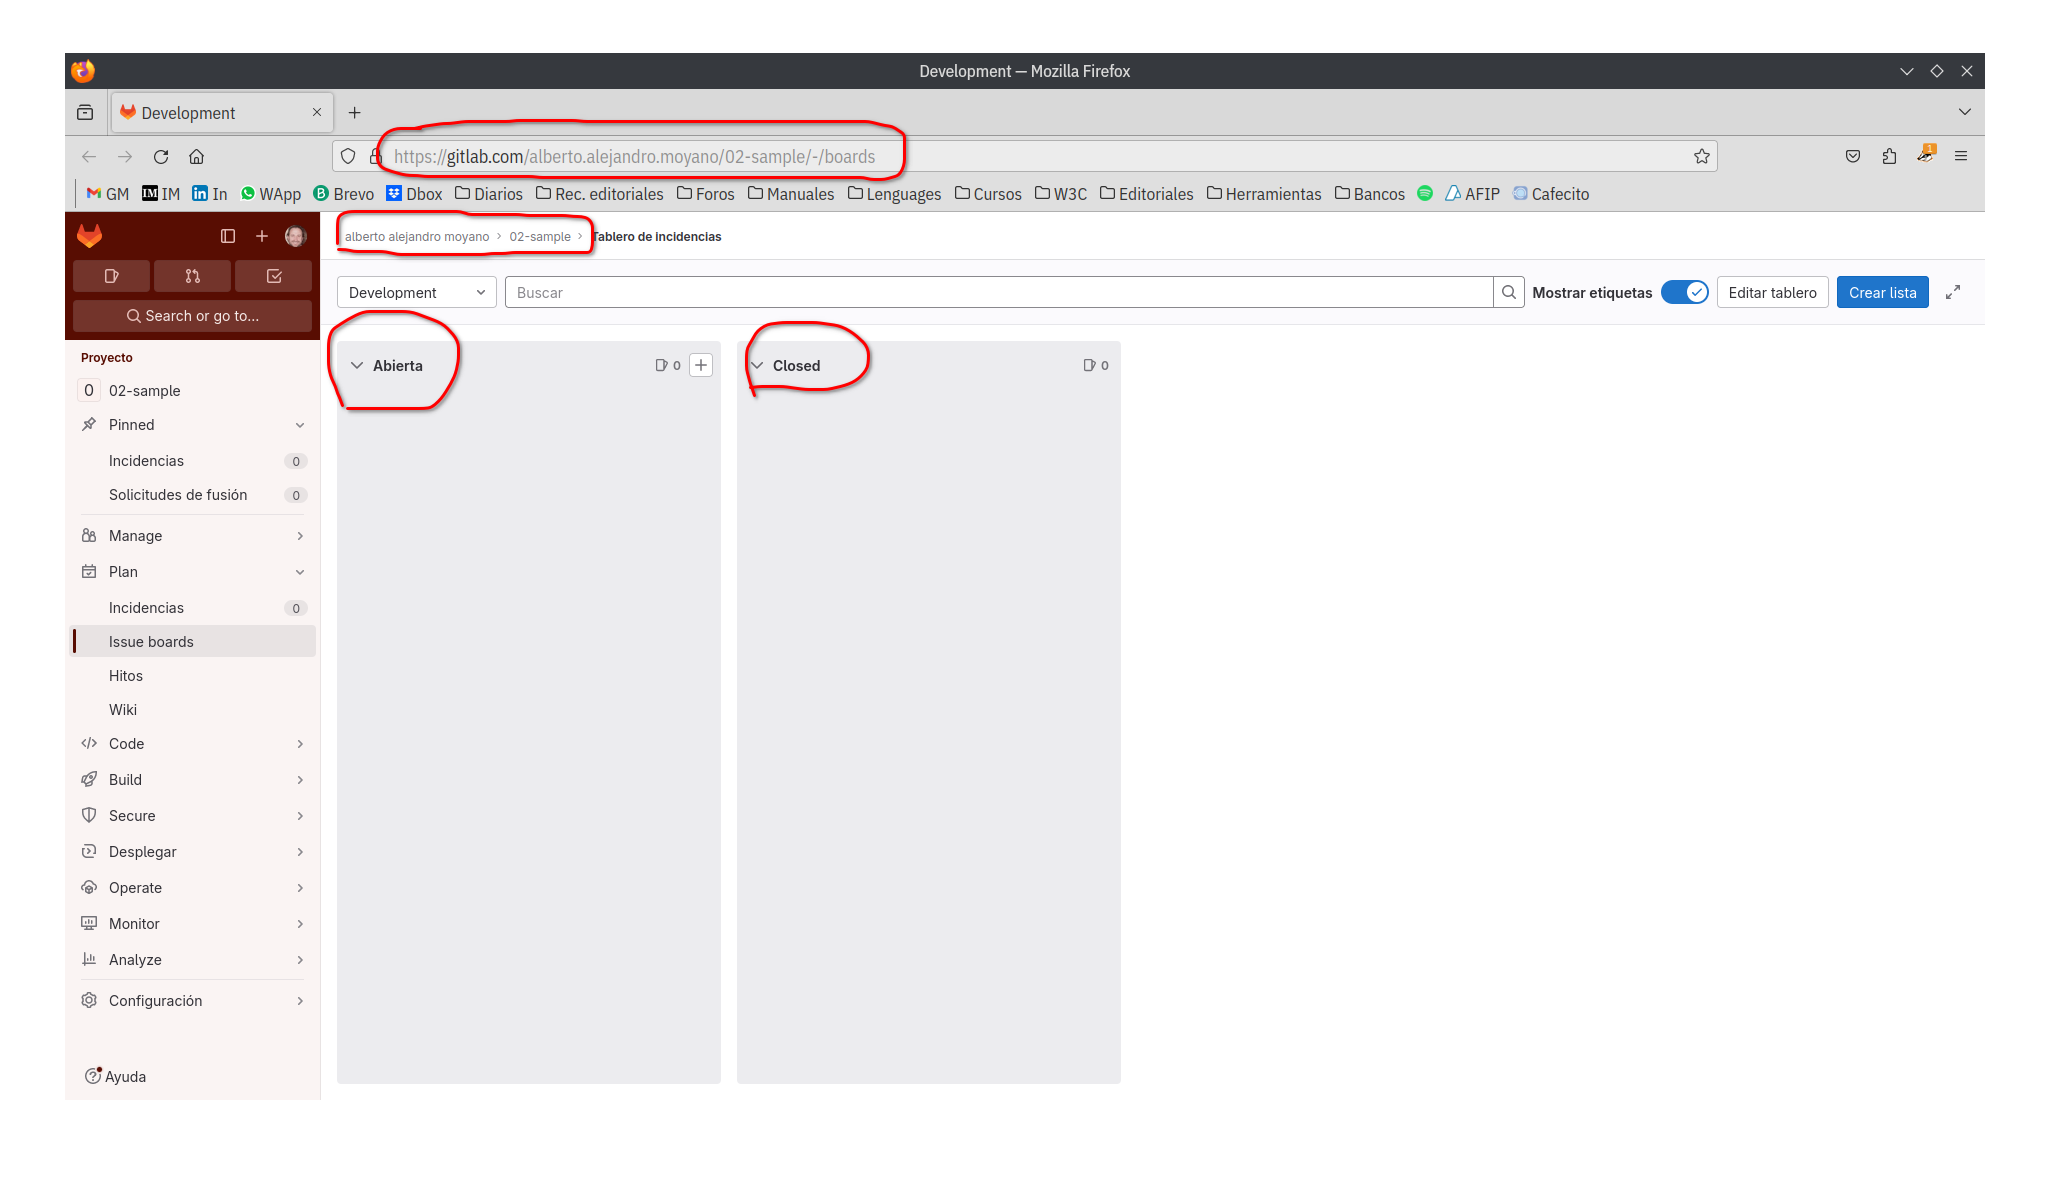 Development — Mozilla Firefox
Development
https://gitlab.com/alberto.alejandro.moyano/02-sample/-/boards
1
GM IM IM In WApp B Brevo Dbox Diarios Rec. editoriales Foros Manuales Lenguages Cursos W3C Editoriales Herramientas Bancos AFIP Cafecito
alberto alejandro moyano › 02-sample › Tablero de incidencias
Search or go to...
Development
Buscar
Mostrar etiquetas
Editar tablero
Crear lista
Proyecto
0 02-sample
Pinned
Incidencias 0
Solicitudes de fusión 0
Manage
Plan
Incidencias 0
Issue boards
Hitos
Wiki
Code
Build
Secure
Desplegar
Operate
Monitor
Analyze
Configuración
Ayuda
Abierta 0
Closed 0